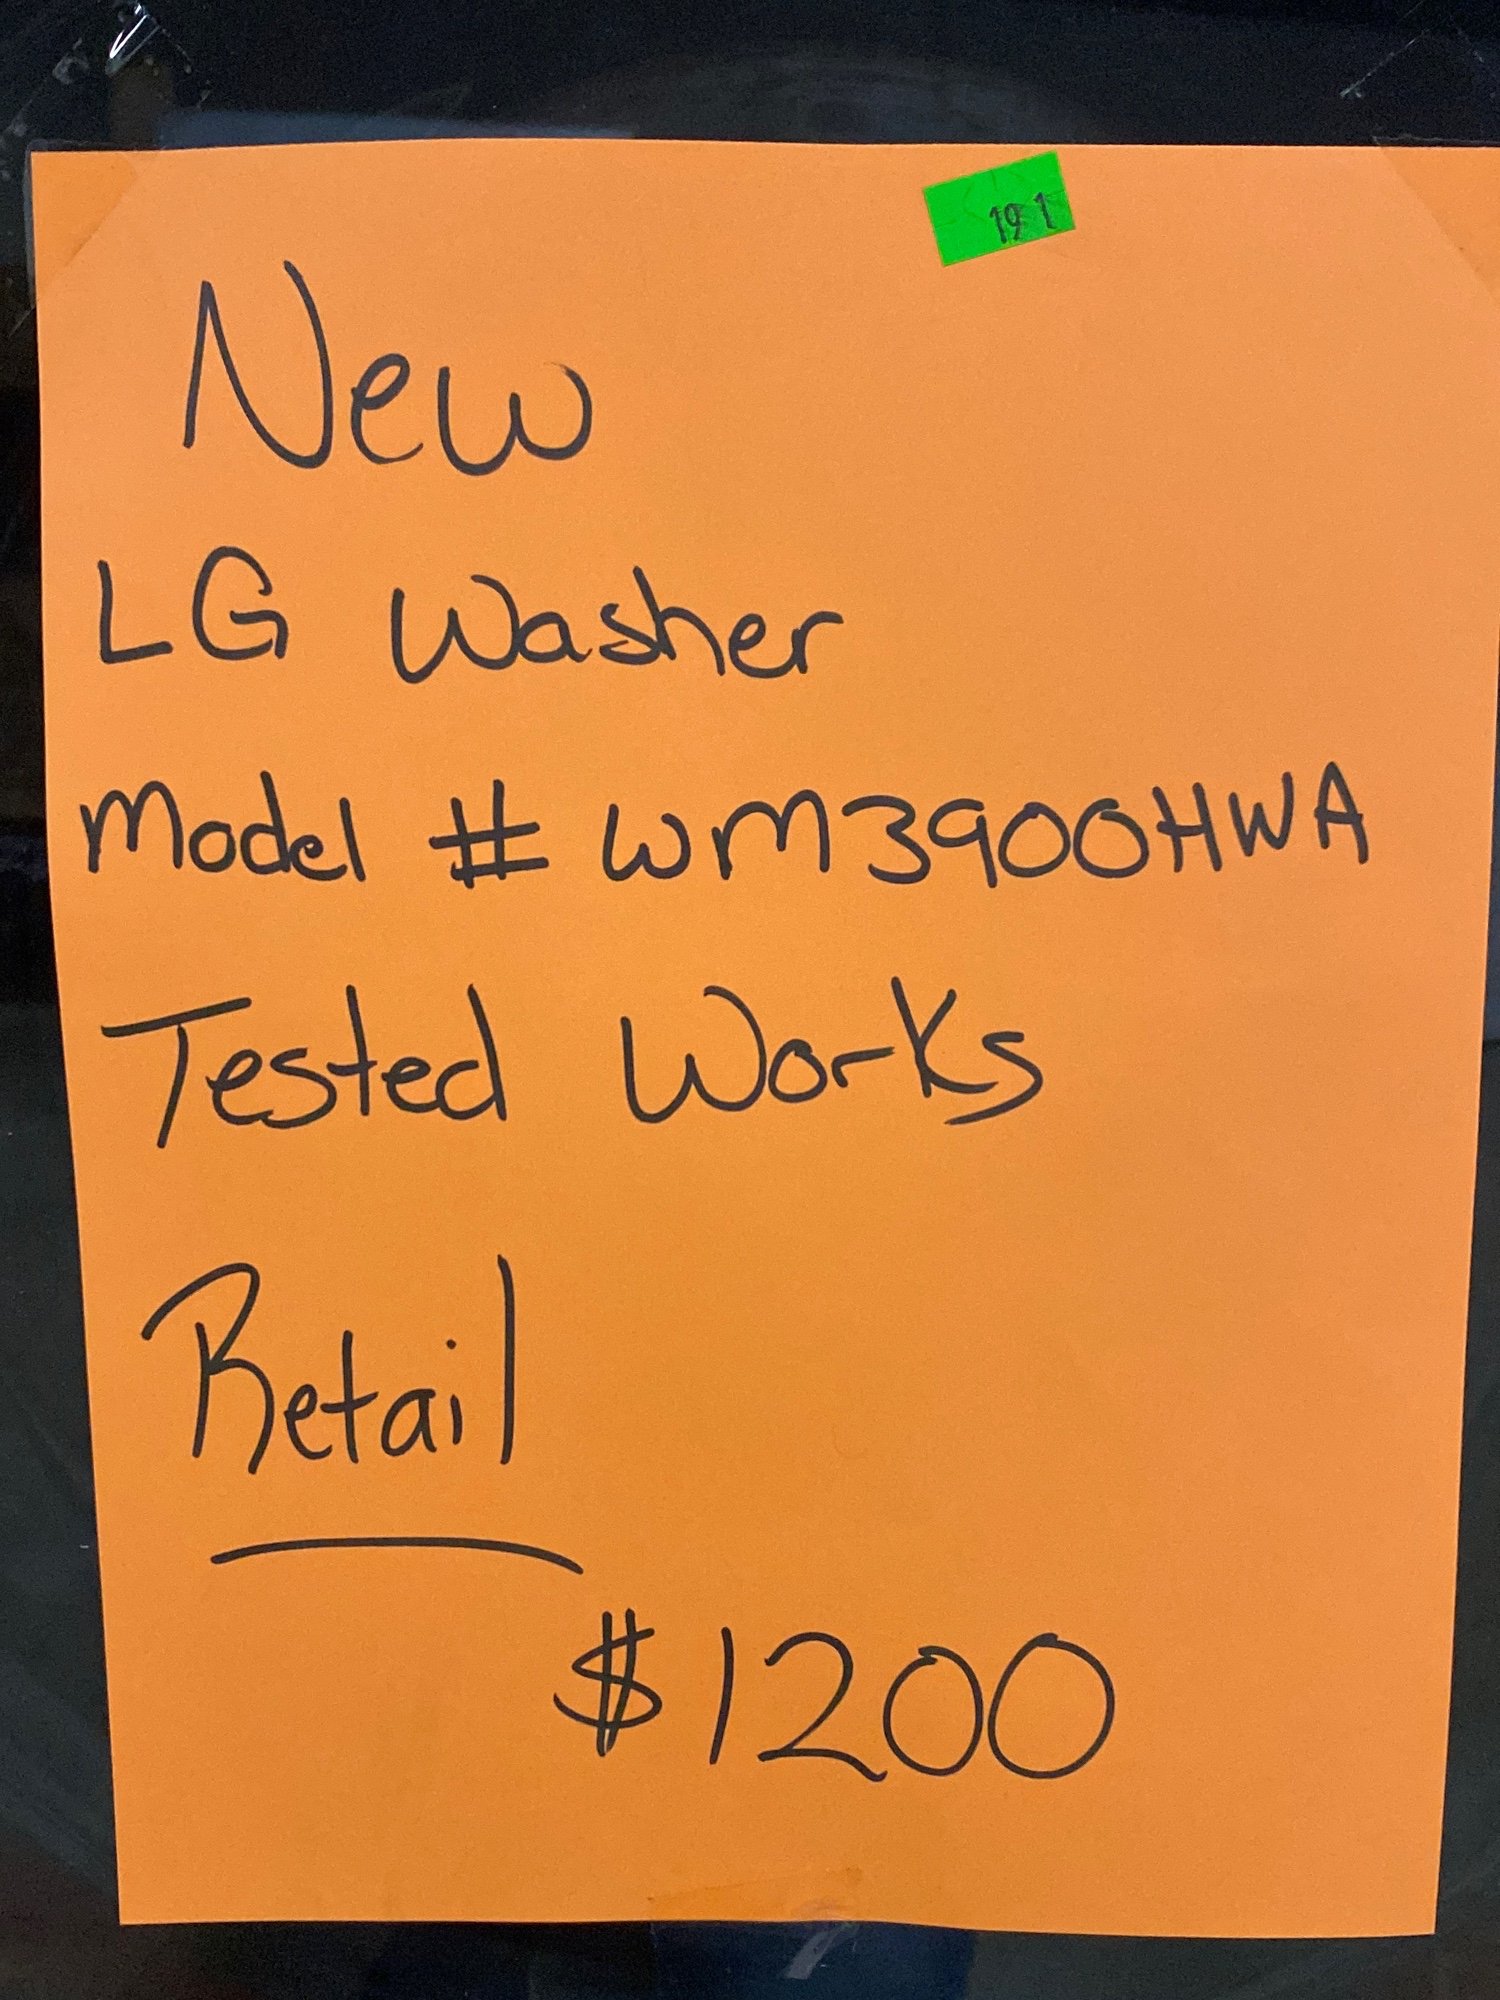 191
New
LG Washer
Model # WM3900HWA
Tested Works
Retail
$1200